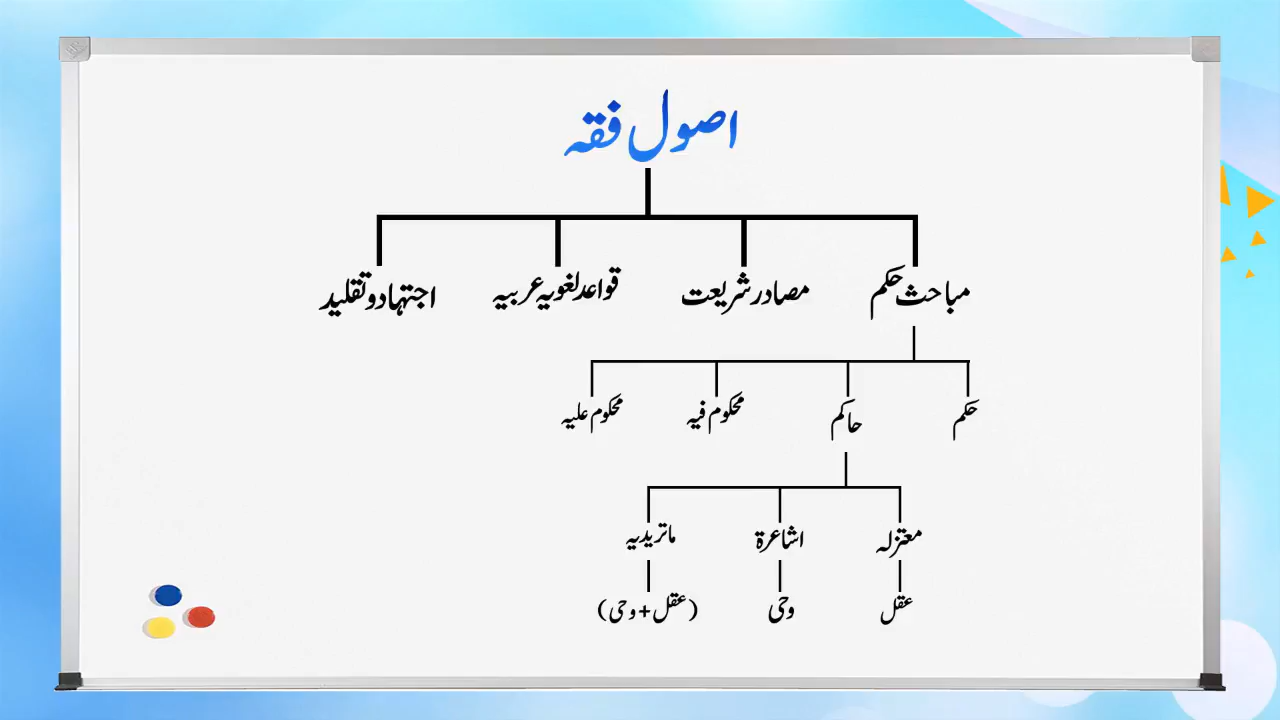 اصول فقہ
مباحث حکم مصادر شریعت قواعد لغویہ عربیہ اجتہاد و تقلید
حکم حاکم محکوم فیہ محکوم علیہ
معتزلہ اشاعرۃ ماتریدیہ
عقل وحی (عقل + وحی)